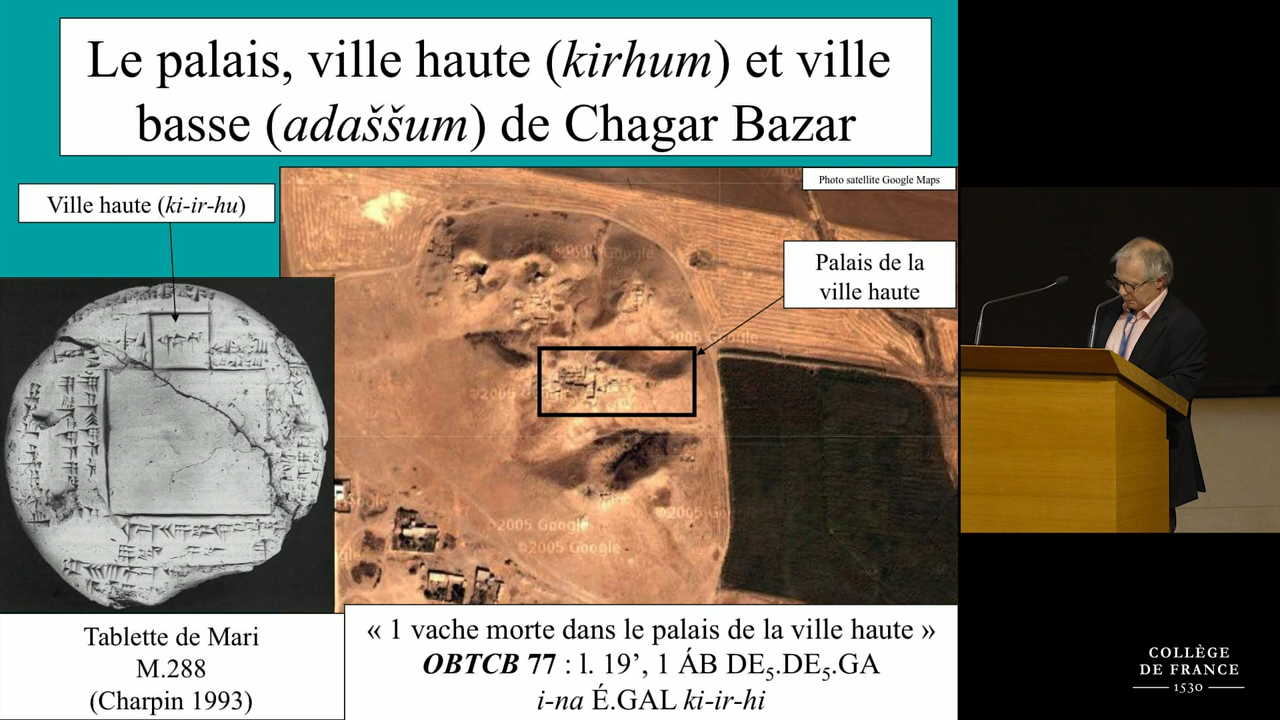 Le palais, ville haute (kirhum) et ville
basse (adaššum) de Chagar Bazar
Photo satellite Google Maps
Ville haute (ki-ir-hu)
Palais de la
ville haute
©2005 Google
©2005 Google
©2005 Google
Tablette de Mari
M.288
(Charpin 1993)
« 1 vache morte dans le palais de la ville haute »
OBTCB 77 : l. 19’, 1 ÁB DE₅.DE₅.GA
i-na É.GAL ki-ir-hi
COLLÈGE
DE FRANCE
1530